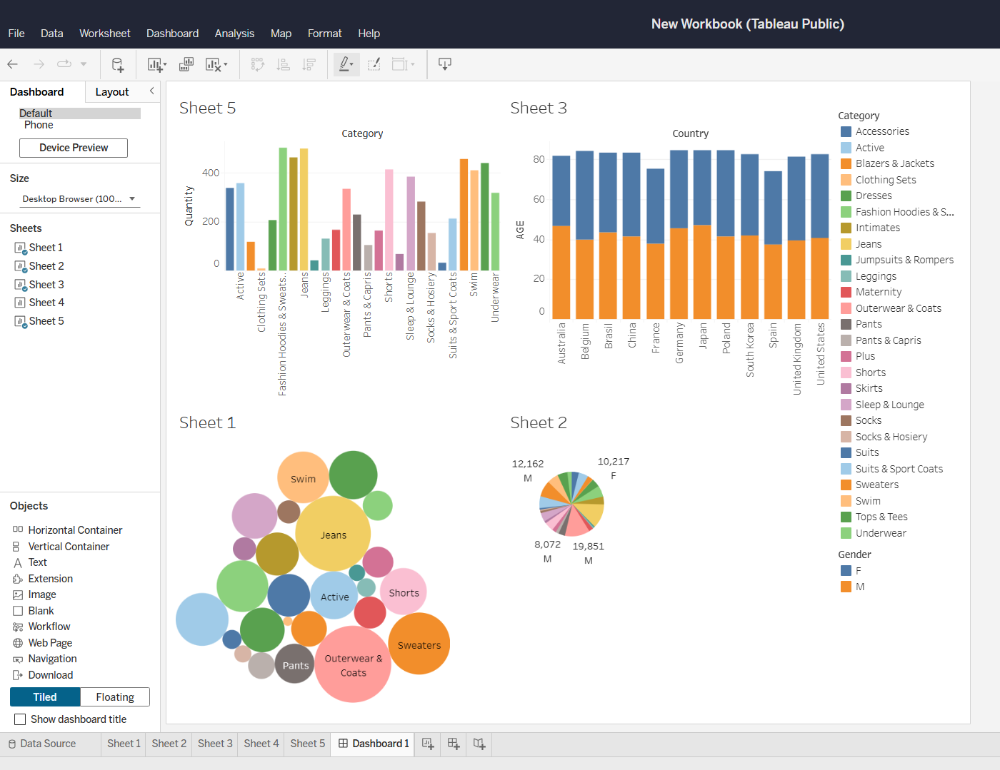 New Workbook (Tableau Public)
File Data Worksheet Dashboard Analysis Map Format Help
Dashboard Layout
Default
Phone
Device Preview
Size
Desktop Browser (100...
Sheets
Sheet 1
Sheet 2
Sheet 3
Sheet 4
Sheet 5
Objects
Horizontal Container
Vertical Container
Text
Extension
Image
Blank
Workflow
Web Page
Navigation
Download
Tiled Floating
Show dashboard title
Sheet 5
Category
Quantity
400
200
0
Active
Clothing Sets
Fashion Hoodies & Sweats..
Jeans
Leggings
Outerwear & Coats
Pants & Capris
Shorts
Sleep & Lounge
Socks & Hosiery
Suits & Sport Coats
Swim
Underwear
Sheet 3
Country
AGE
80
60
40
20
0
Australia
Belgium
Brasil
China
France
Germany
Japan
Poland
South Korea
Spain
United Kingdom
United States
Sheet 1
Swim
Jeans
Active
Shorts
Sweaters
Pants
Outerwear &
Coats
Sheet 2
12,162
M
10,217
F
8,072
M
19,851
M
Category
Accessories
Active
Blazers & Jackets
Clothing Sets
Dresses
Fashion Hoodies & S...
Intimates
Jeans
Jumpsuits & Rompers
Leggings
Maternity
Outerwear & Coats
Pants
Pants & Capris
Plus
Shorts
Skirts
Sleep & Lounge
Socks
Socks & Hosiery
Suits
Suits & Sport Coats
Sweaters
Swim
Tops & Tees
Underwear
Gender
F
M
Data Source Sheet 1 Sheet 2 Sheet 3 Sheet 4 Sheet 5 Dashboard 1